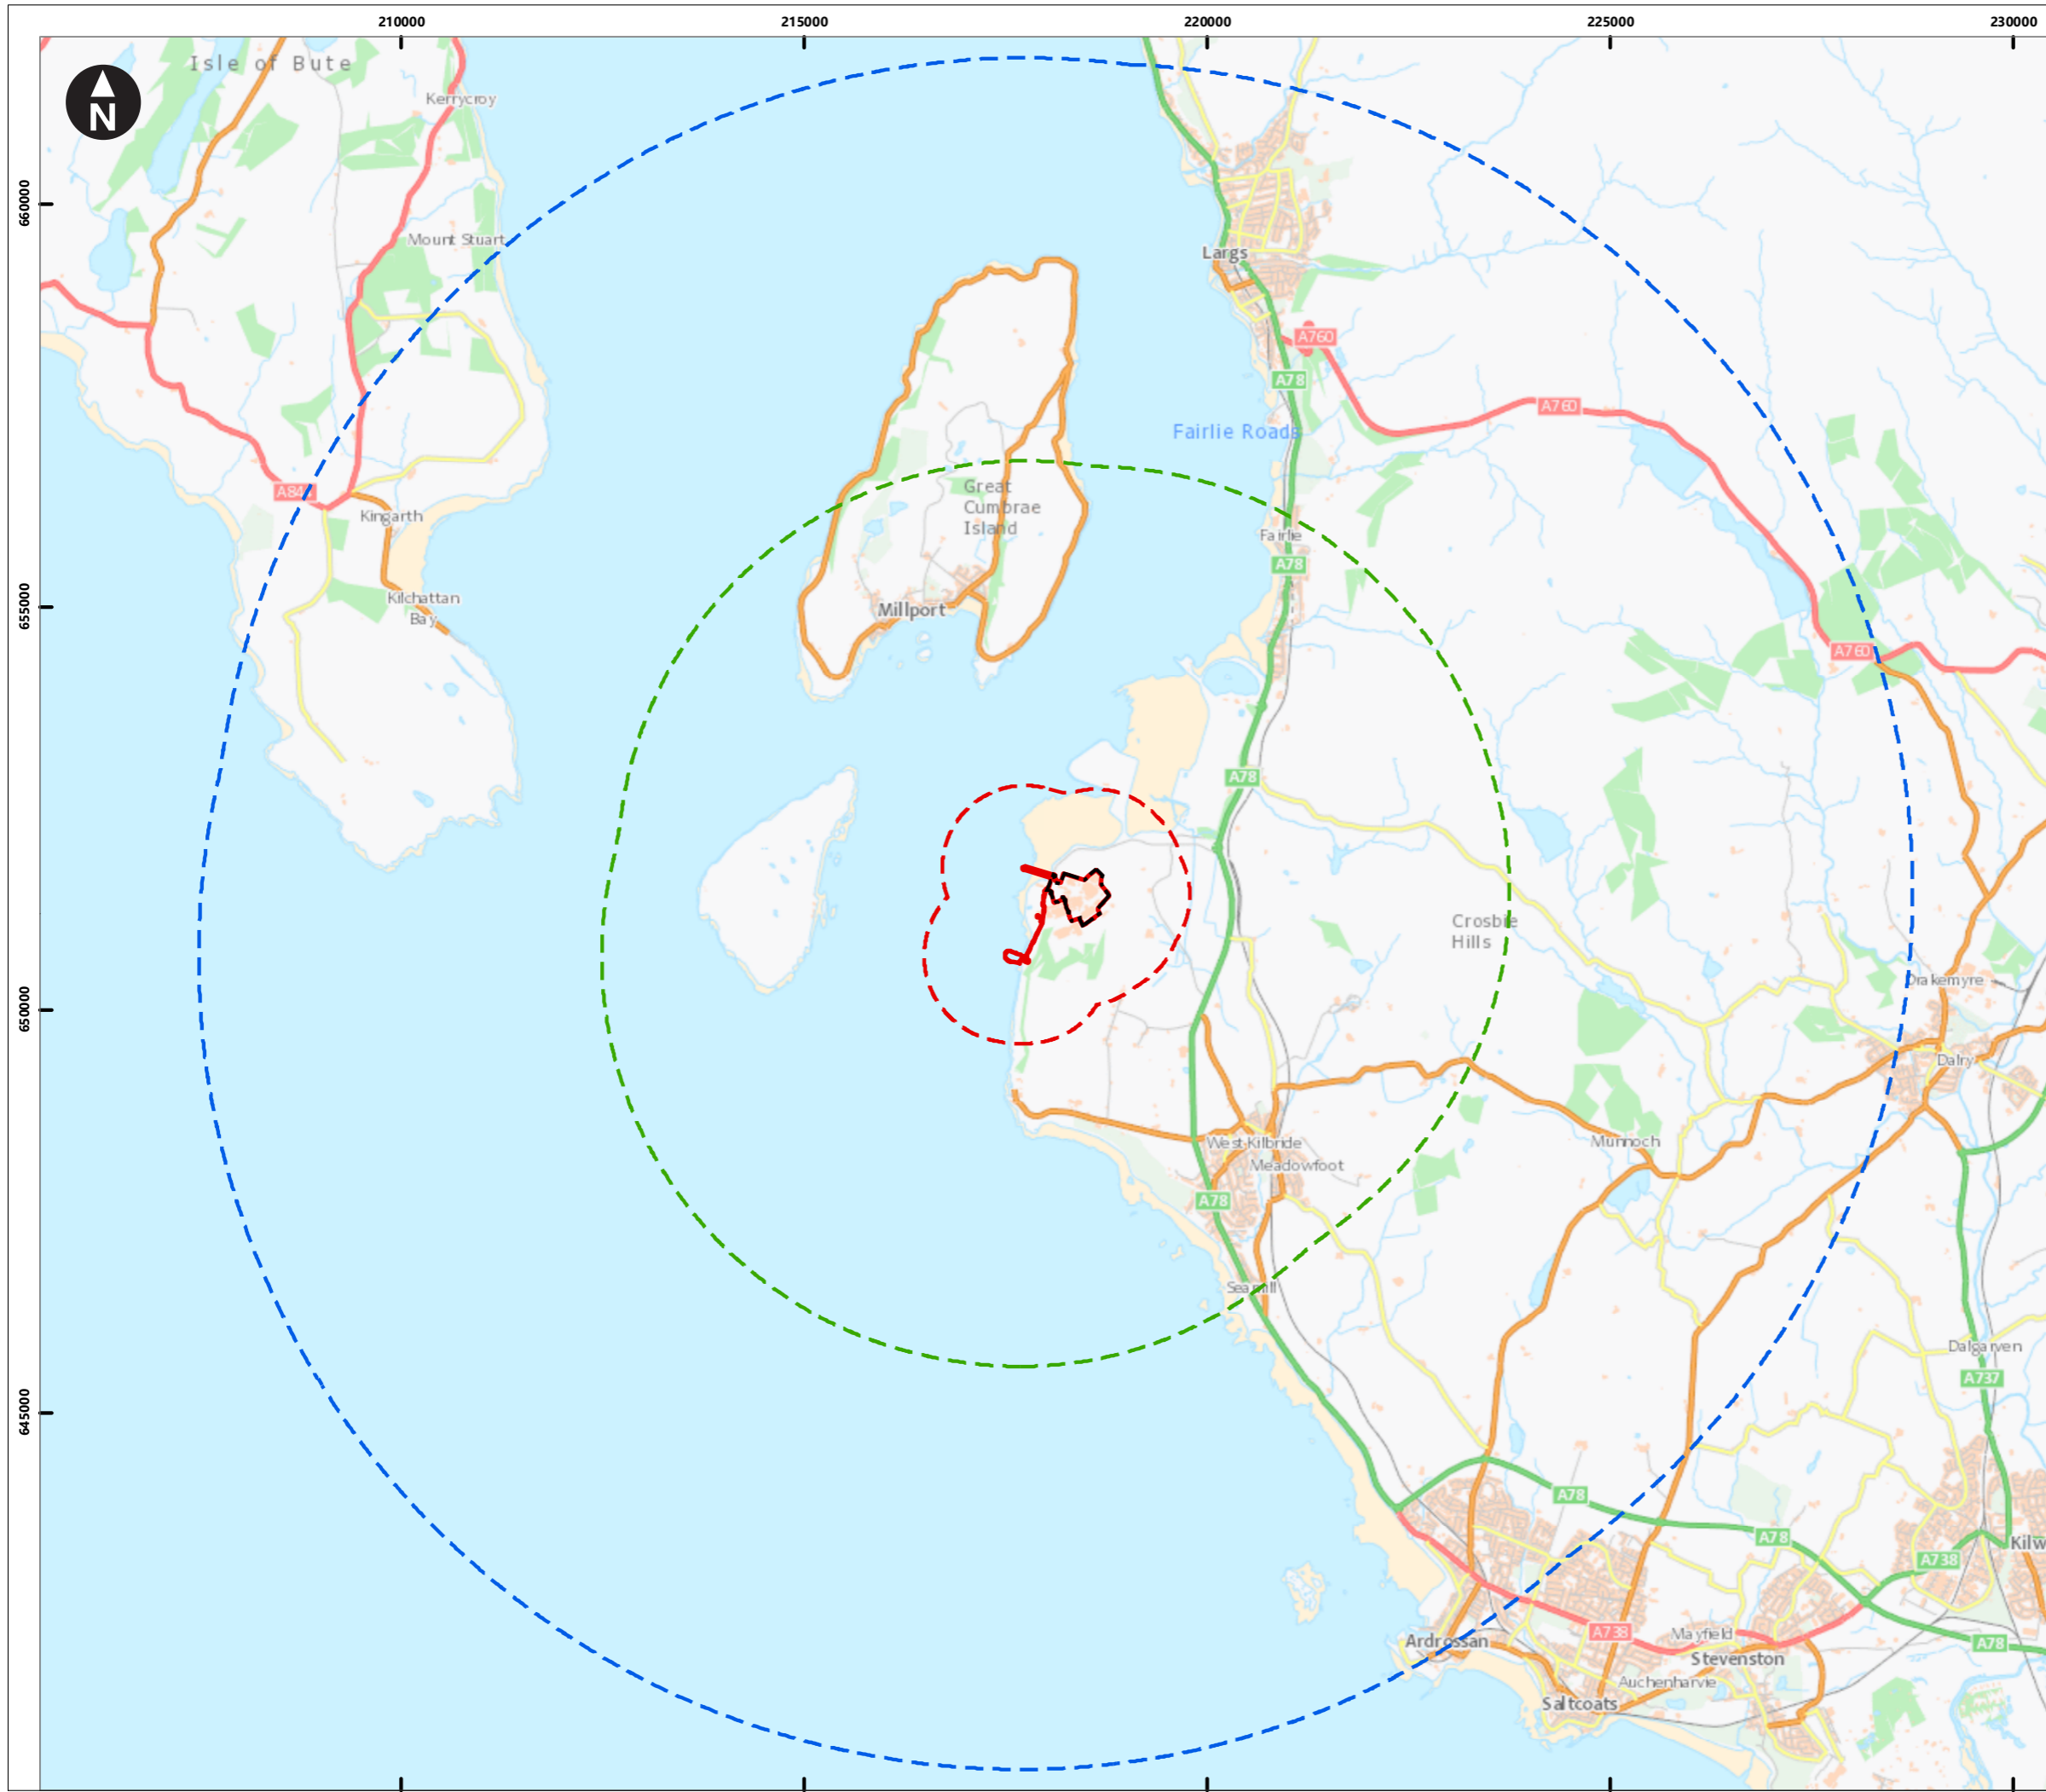 210000 215000 220000 225000 230000
Isle of Bute
N
Kerrycroy
660000
Mount Stuart
Largs
A760
A78
A760
Fairlie Roads
Great
Cumbrae
Island
Kingarth
Fairlie
A78
655000
Kilchattan
Bay
Millport
A760
A78
Crosbie
Hills
Drakemyre
650000
Dalry
West Kilbride
Munnoch
Meadowfoot
A78
Seamill
Dalgarven
A737
645000
A78
A78
Kilw
A738
A738
Mayfield
Ardrossan
A78
Stevenston
Auchenharvie
Saltcoats